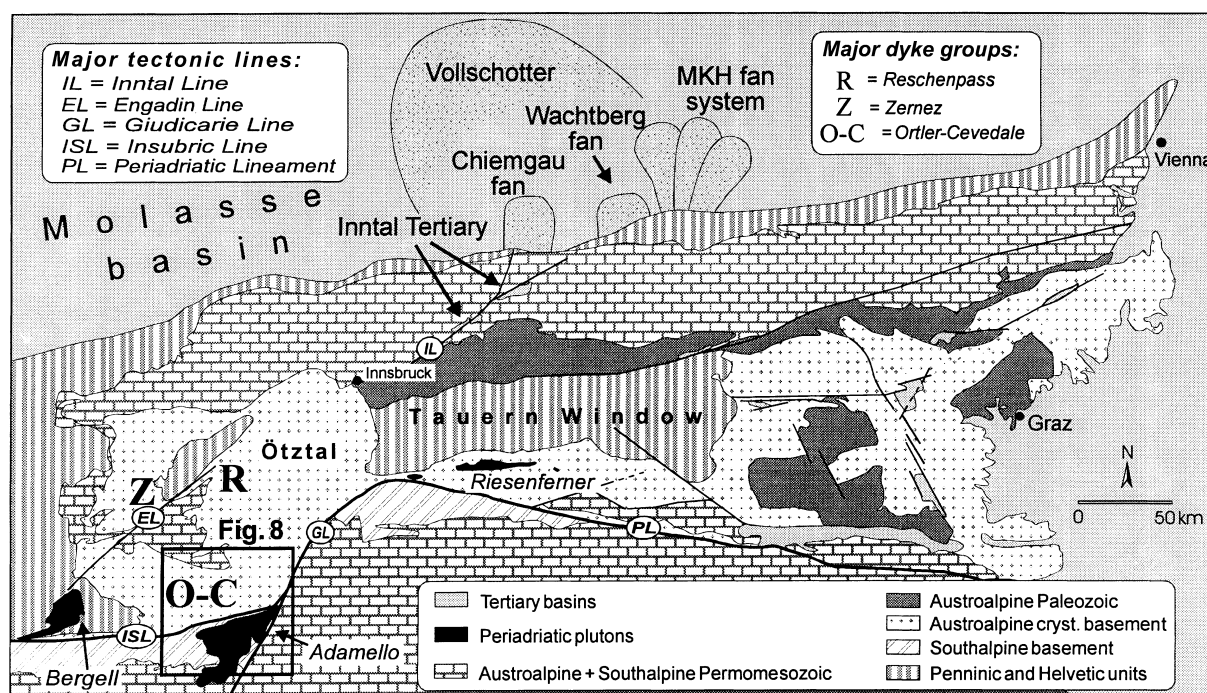 Major tectonic lines:
IL = Inntal Line
EL = Engadin Line
GL = Giudicarie Line
ISL = Insubric Line
PL = Periadriatic Lineament
Vollschotter
MKH fan
system
Wachtberg
fan
Chiemgau
fan
Major dyke groups:
R = Reschenpass
Z = Zernez
O-C = Ortler-Cevedale
Vienna
Molasse
basin
Inntal Tertiary
IL
Innsbruck
Tauern Window
Graz
Ötztal
Riesenferner
N
0 50 km
Z
R
EL
Fig. 8
GL
PL
O-C
ISL
Adamello
Bergell
Tertiary basins
Periadriatic plutons
Austroalpine + Southalpine Permomesozoic
Austroalpine Paleozoic
Austroalpine cryst. basement
Southalpine basement
Penninic and Helvetic units